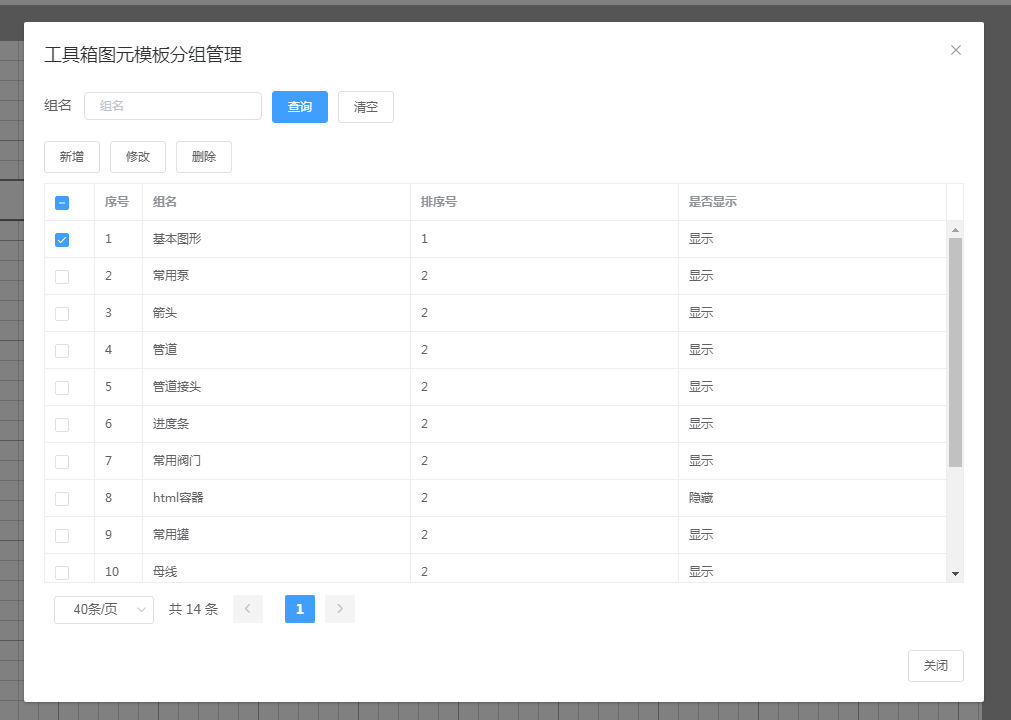 工具箱图元模板分组管理
组名 组名 查询 清空
新增 修改 删除
序号 组名 排序号 是否显示
1 基本图形 1 显示
2 常用泵 2 显示
3 箭头 2 显示
4 管道 2 显示
5 管道接头 2 显示
6 进度条 2 显示
7 常用阀门 2 显示
8 html容器 2 隐藏
9 常用罐 2 显示
10 母线 2 显示
40条/页 共 14 条 1
关闭